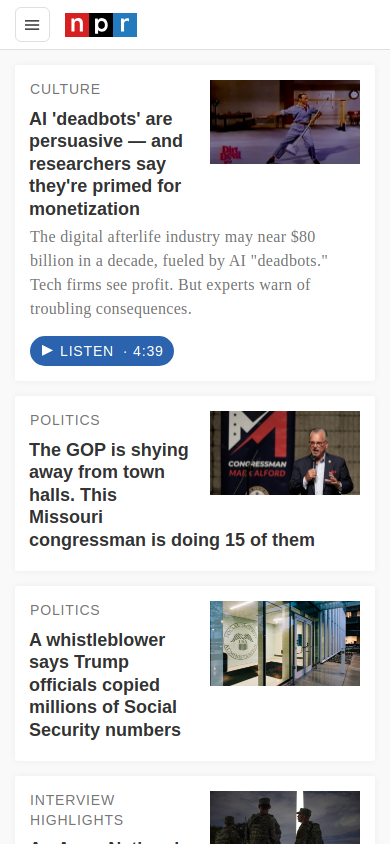 npr
CULTURE
AI 'deadbots' are
persuasive — and
researchers say
they're primed for
monetization
Dirt
Devil
The digital afterlife industry may near $80
billion in a decade, fueled by AI "deadbots."
Tech firms see profit. But experts warn of
troubling consequences.
LISTEN · 4:39
POLITICS
The GOP is shying
away from town
halls. This
Missouri
congressman is doing 15 of them
CONGRESSMAN
MARK ALFORD
POLITICS
A whistleblower
says Trump
officials copied
millions of Social
Security numbers
INTERVIEW
HIGHLIGHTS